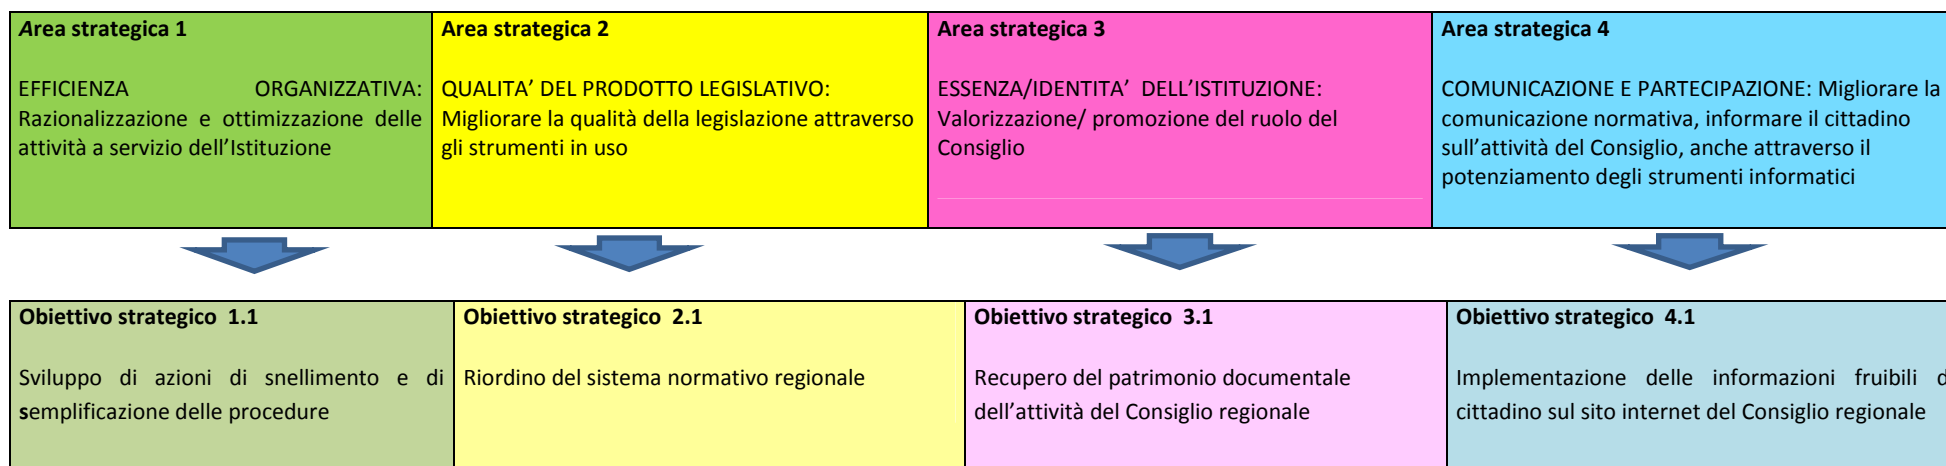 Area strategica 1
EFFICIENZA ORGANIZZATIVA:
Razionalizzazione e ottimizzazione delle
attività a servizio dell’Istituzione
Area strategica 2
QUALITA’ DEL PRODOTTO LEGISLATIVO:
Migliorare la qualità della legislazione attraverso
gli strumenti in uso
Area strategica 3
ESSENZA/IDENTITA’ DELL’ISTITUZIONE:
Valorizzazione/ promozione del ruolo del
Consiglio
Area strategica 4
COMUNICAZIONE E PARTECIPAZIONE: Migliorare la
comunicazione normativa, informare il cittadino
sull’attività del Consiglio, anche attraverso il
potenziamento degli strumenti informatici
Obiettivo strategico 1.1
Sviluppo di azioni di snellimento e di
semplificazione delle procedure
Obiettivo strategico 2.1
Riordino del sistema normativo regionale
Obiettivo strategico 3.1
Recupero del patrimonio documentale
dell’attività del Consiglio regionale
Obiettivo strategico 4.1
Implementazione delle informazioni fruibili
cittadino sul sito internet del Consiglio regionale